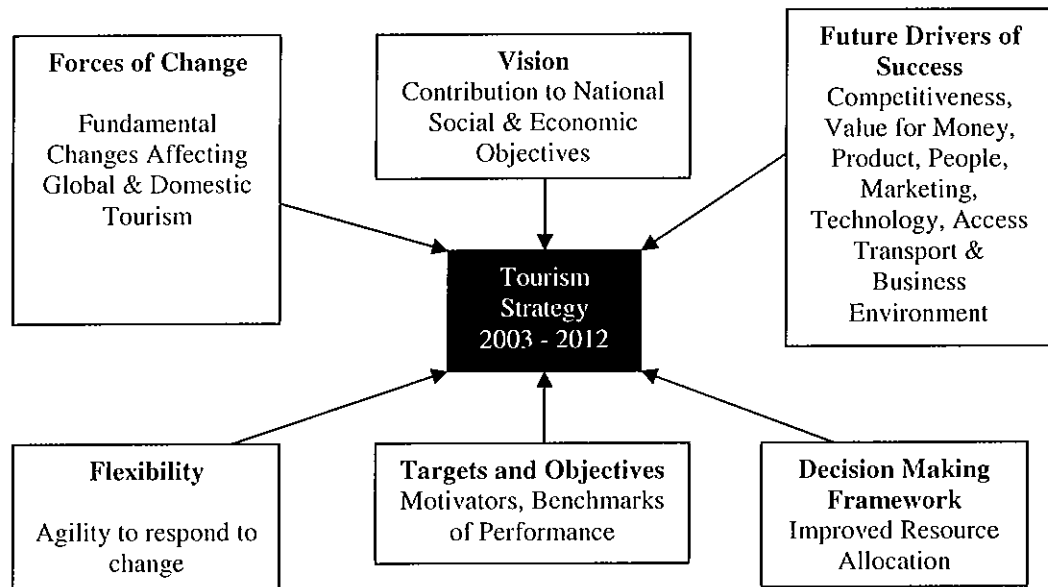 Forces of Change
Fundamental
Changes Affecting
Global & Domestic
Tourism
Vision
Contribution to National
Social & Economic
Objectives
Future Drivers of
Success
Competitiveness,
Value for Money,
Product, People,
Marketing,
Technology, Access
Transport &
Business
Environment
Tourism
Strategy
2003 - 2012
Flexibility
Agility to respond to
change
Targets and Objectives
Motivators, Benchmarks
of Performance
Decision Making
Framework
Improved Resource
Allocation